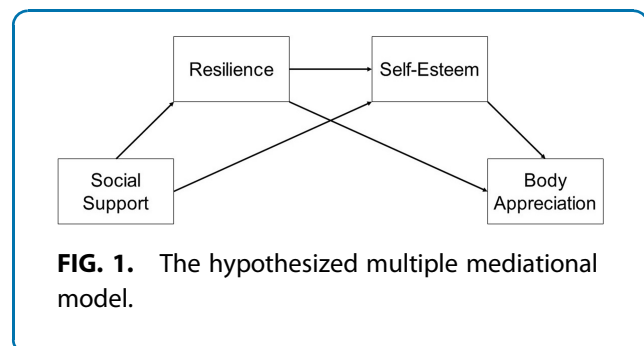 Resilience
Self-Esteem
Social
Support
Body
Appreciation
FIG. 1. The hypothesized multiple mediational
model.